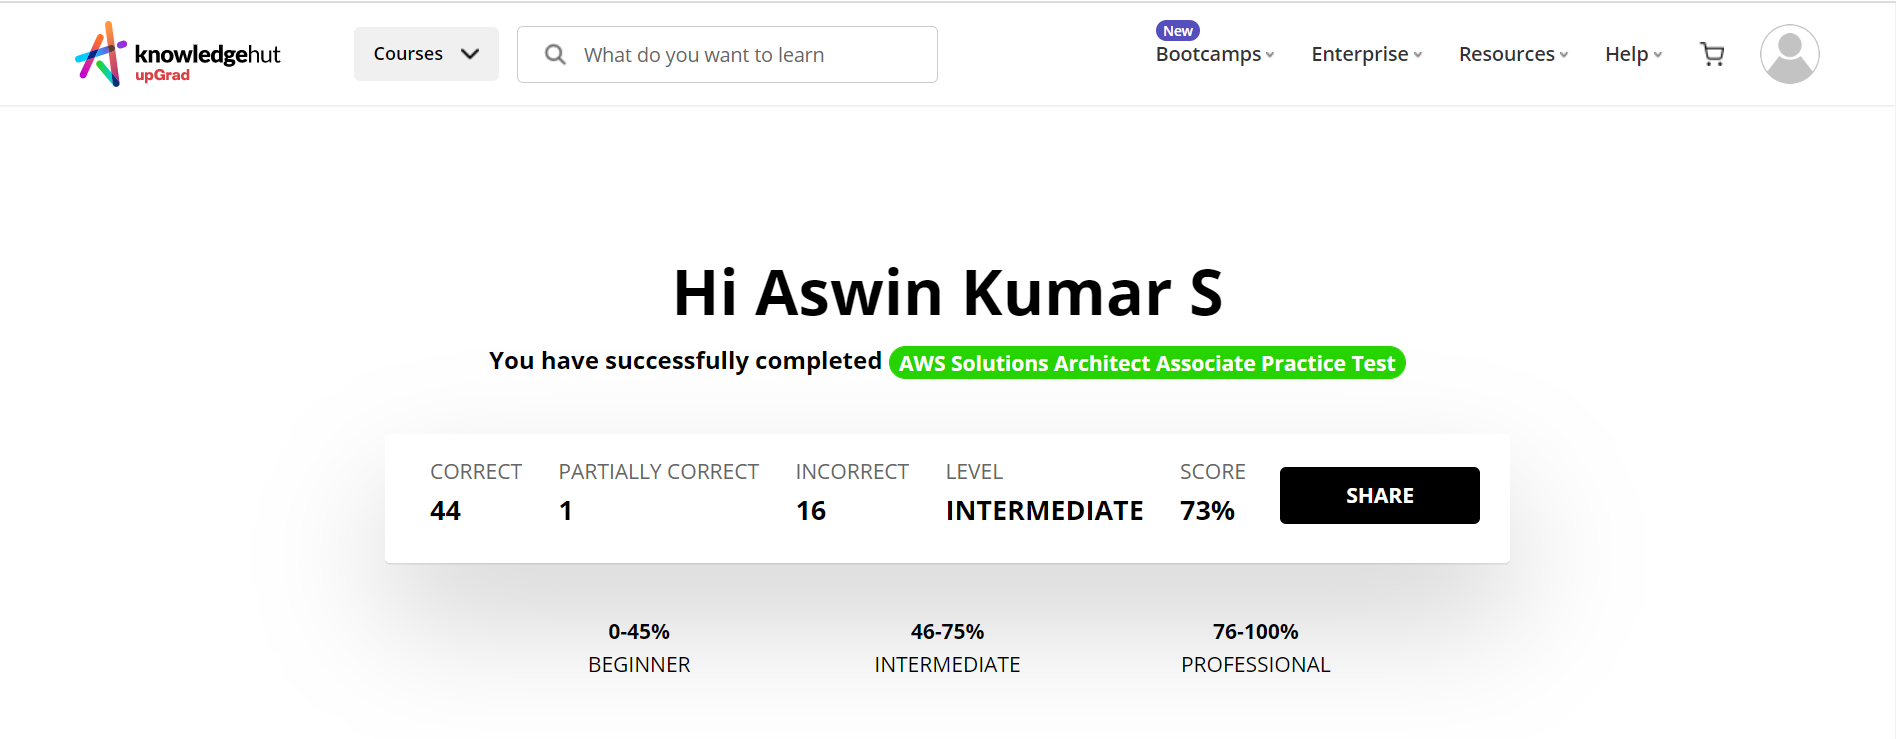 knowledgehut
upGrad
Courses
What do you want to learn
New
Bootcamps
Enterprise
Resources
Help
Hi Aswin Kumar S
You have successfully completed AWS Solutions Architect Associate Practice Test
CORRECT
44
PARTIALLY CORRECT
1
INCORRECT
16
LEVEL
INTERMEDIATE
SCORE
73%
SHARE
0-45%
BEGINNER
46-75%
INTERMEDIATE
76-100%
PROFESSIONAL